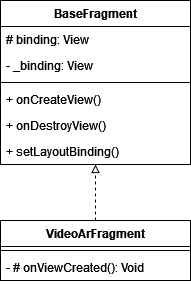 BaseFragment
# binding: View
- _binding: View
+ onCreateView()
+ onDestroyView()
+ setLayoutBinding()
VideoArFragment
- # onViewCreated(): Void